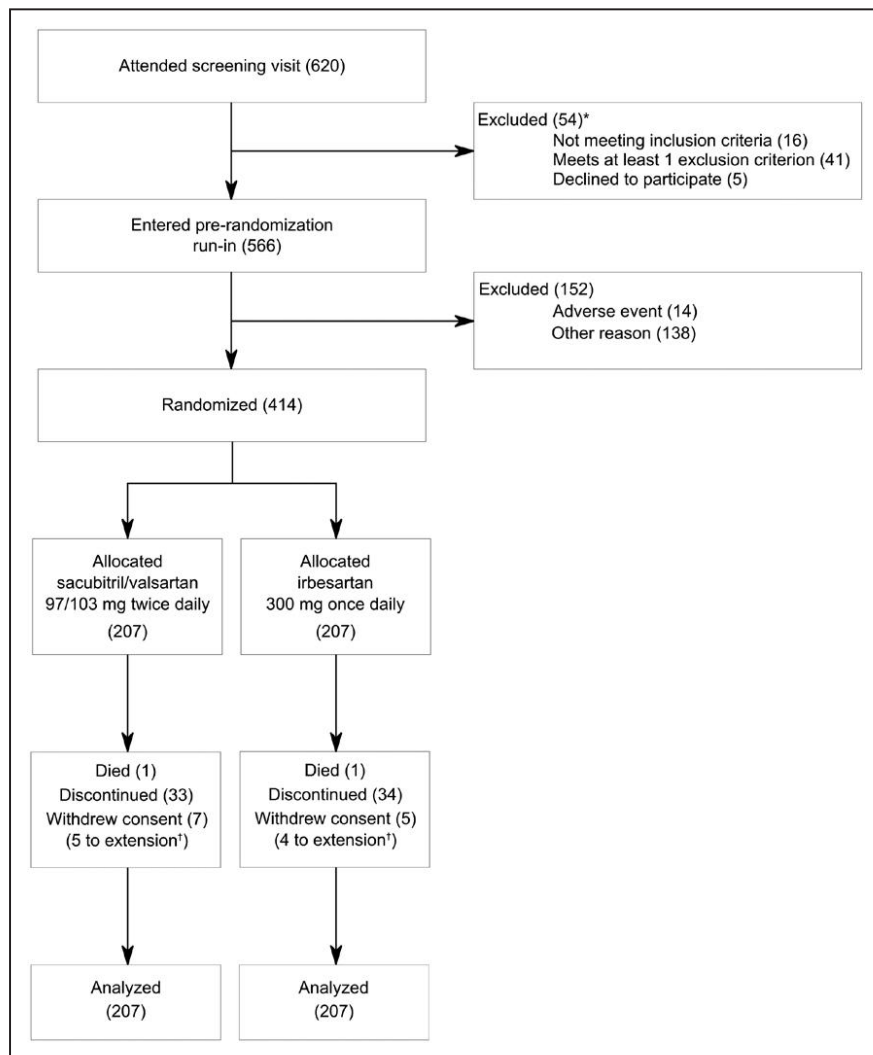 Attended screening visit (620)
Excluded (54)*
Not meeting inclusion criteria (16)
Meets at least 1 exclusion criterion (41)
Declined to participate (5)
Entered pre-randomization
run-in (566)
Excluded (152)
Adverse event (14)
Other reason (138)
Randomized (414)
Allocated
sacubitril/valsartan
97/103 mg twice daily
(207)
Allocated
irbesartan
300 mg once daily
(207)
Died (1)
Discontinued (33)
Withdrew consent (7)
(5 to extension†)
Died (1)
Discontinued (34)
Withdrew consent (5)
(4 to extension†)
Analyzed
(207)
Analyzed
(207)